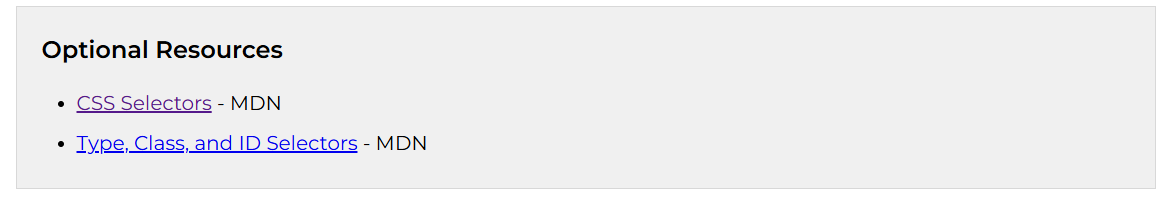 Optional Resources
CSS Selectors - MDN
Type, Class, and ID Selectors - MDN